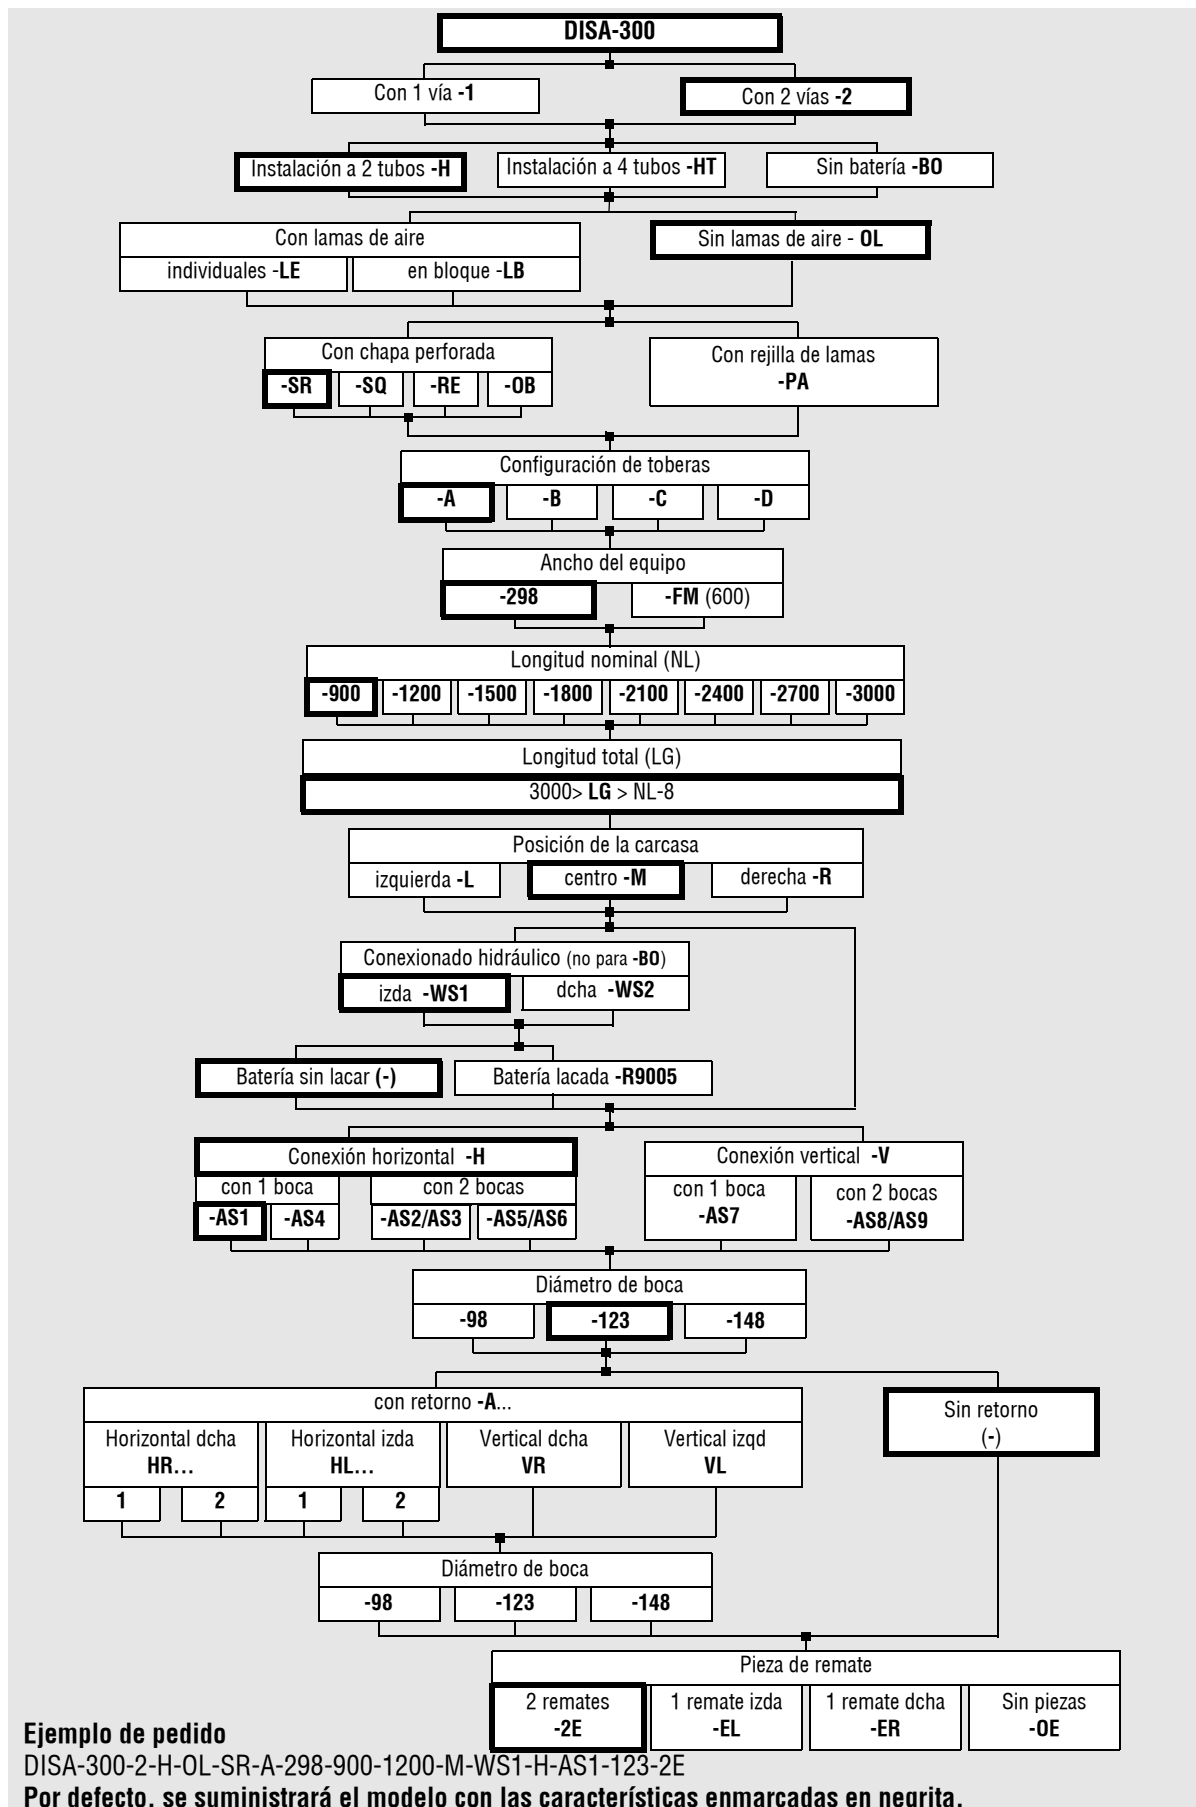 DISA-300
Con 1 vía -1
Con 2 vías -2
Instalación a 2 tubos -H
Instalación a 4 tubos -HT
Sin batería -BO
Con lamas de aire
individuales -LE
en bloque -LB
Sin lamas de aire - OL
Con chapa perforada
-SR
-SQ
-RE
-OB
Con rejilla de lamas
-PA
Configuración de toberas
-A
-B
-C
-D
Ancho del equipo
-298
-FM (600)
Longitud nominal (NL)
-900
-1200
-1500
-1800
-2100
-2400
-2700
-3000
Longitud total (LG)
3000> LG > NL-8
Posición de la carcasa
izquierda -L
centro -M
derecha -R
Conexionado hidráulico (no para -BO)
izda -WS1
dcha -WS2
Batería sin lacar (-)
Batería lacada -R9005
Conexión horizontal -H
con 1 boca
con 2 bocas
-AS1
-AS4
-AS2/AS3
-AS5/AS6
Conexión vertical -V
con 1 boca
-AS7
con 2 bocas
-AS8/AS9
Diámetro de boca
-98
-123
-148
con retorno -A...
Horizontal dcha
HR...
Horizontal izda
HL...
Vertical dcha
VR
Vertical izqd
VL
1
2
1
2
Sin retorno
(-)
Diámetro de boca
-98
-123
-148
Pieza de remate
2 remates
-2E
1 remate izda
-EL
1 remate dcha
-ER
Sin piezas
-OE
Ejemplo de pedido
DISA-300-2-H-OL-SR-A-298-900-1200-M-WS1-H-AS1-123-2E
Por defecto, se suministrará el modelo con las características enmarcadas en negrita.